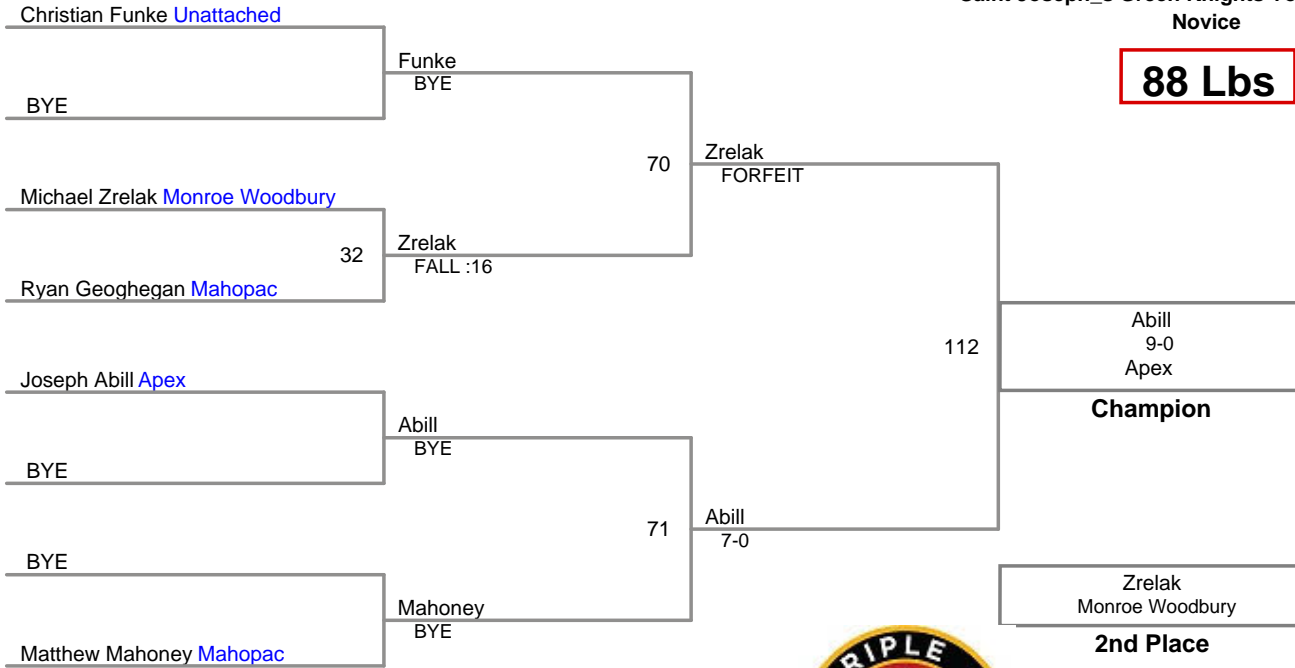 Christian Funke Unattached
Novice
88 Lbs
Funke
BYE
BYE
70
Zrelak
FORFEIT
Michael Zrelak Monroe Woodbury
32
Zrelak
FALL :16
Ryan Geoghegan Mahopac
112
Abill
9-0
Apex
Champion
Joseph Abill Apex
Abill
BYE
BYE
71
Abill
7-0
BYE
Mahoney
BYE
Matthew Mahoney Mahopac
Zrelak
Monroe Woodbury
2nd Place